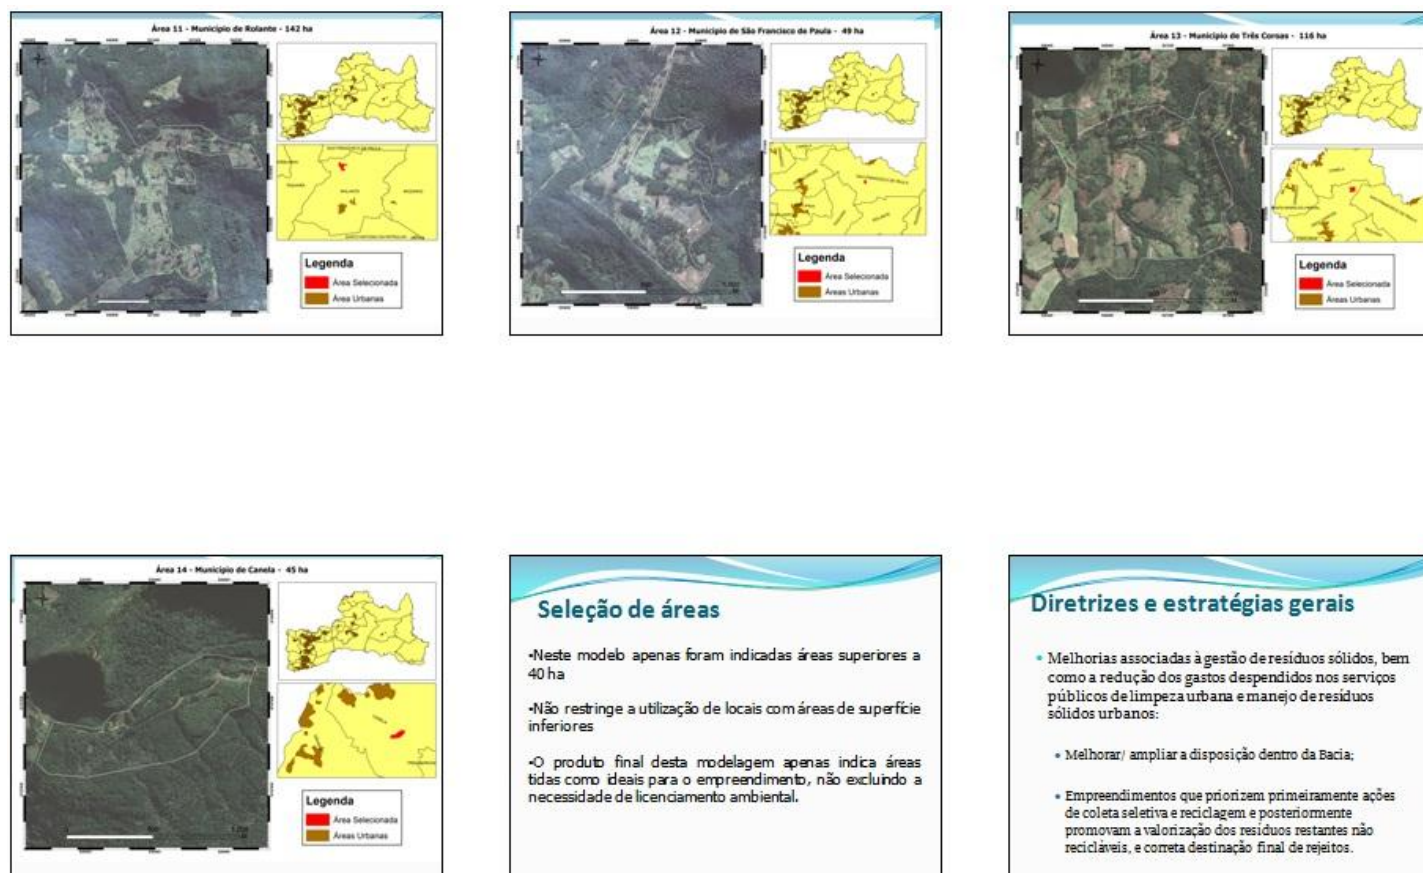 Área 11 - Município de Rolante - 142 ha
ROLANTE
Legenda
Área Selecionada
Área Urbanas
Área 12 - Município de São Francisco de Paula - 49 ha
Legenda
Área Selecionada
Áreas Urbanas
Área 13 - Município de Três Coroas - 116 ha
CANELA
Legenda
Área Selecionada
Áreas Urbanas
Área 14 - Município de Canela - 45 ha
CANELA
Legenda
Área Selecionada
Áreas Urbanas
Seleção de áreas
•Neste modelo apenas foram indicadas áreas superiores a
40 ha
•Não restringe a utilização de locais com áreas de superfície
inferiores
•O produto final desta modelagem apenas indica áreas
tidas como ideais para o empreendimento, não excluindo a
necessidade de licenciamento ambiental.
Diretrizes e estratégias gerais
• Melhorias associadas à gestão de resíduos sólidos, bem
como a redução dos gastos despendidos nos serviços
públicos de limpeza urbana e manejo de resíduos
sólidos urbanos:
• Melhorar/ ampliar a disposição dentro da Bacia;
• Empreendimentos que priorizem primeiramente ações
de coleta seletiva e reciclagem e posteriormente
promovam a valorização dos resíduos restantes não
recicláveis, e correta destinação final de rejeitos.